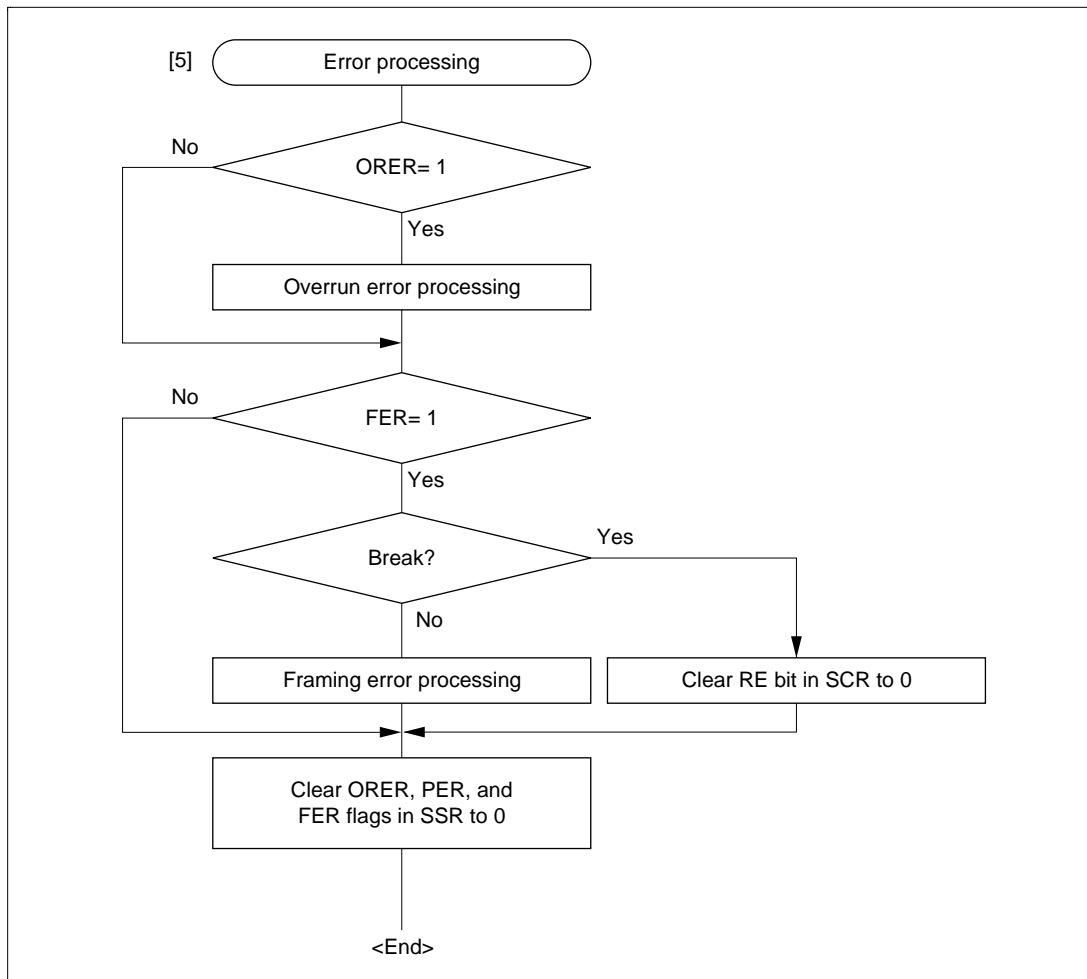 [5] Error processing
No
ORER= 1
Yes
Overrun error processing
No
FER= 1
Yes
Yes
Break?
No
Framing error processing
Clear RE bit in SCR to 0
Clear ORER, PER, and
FER flags in SSR to 0
<End>